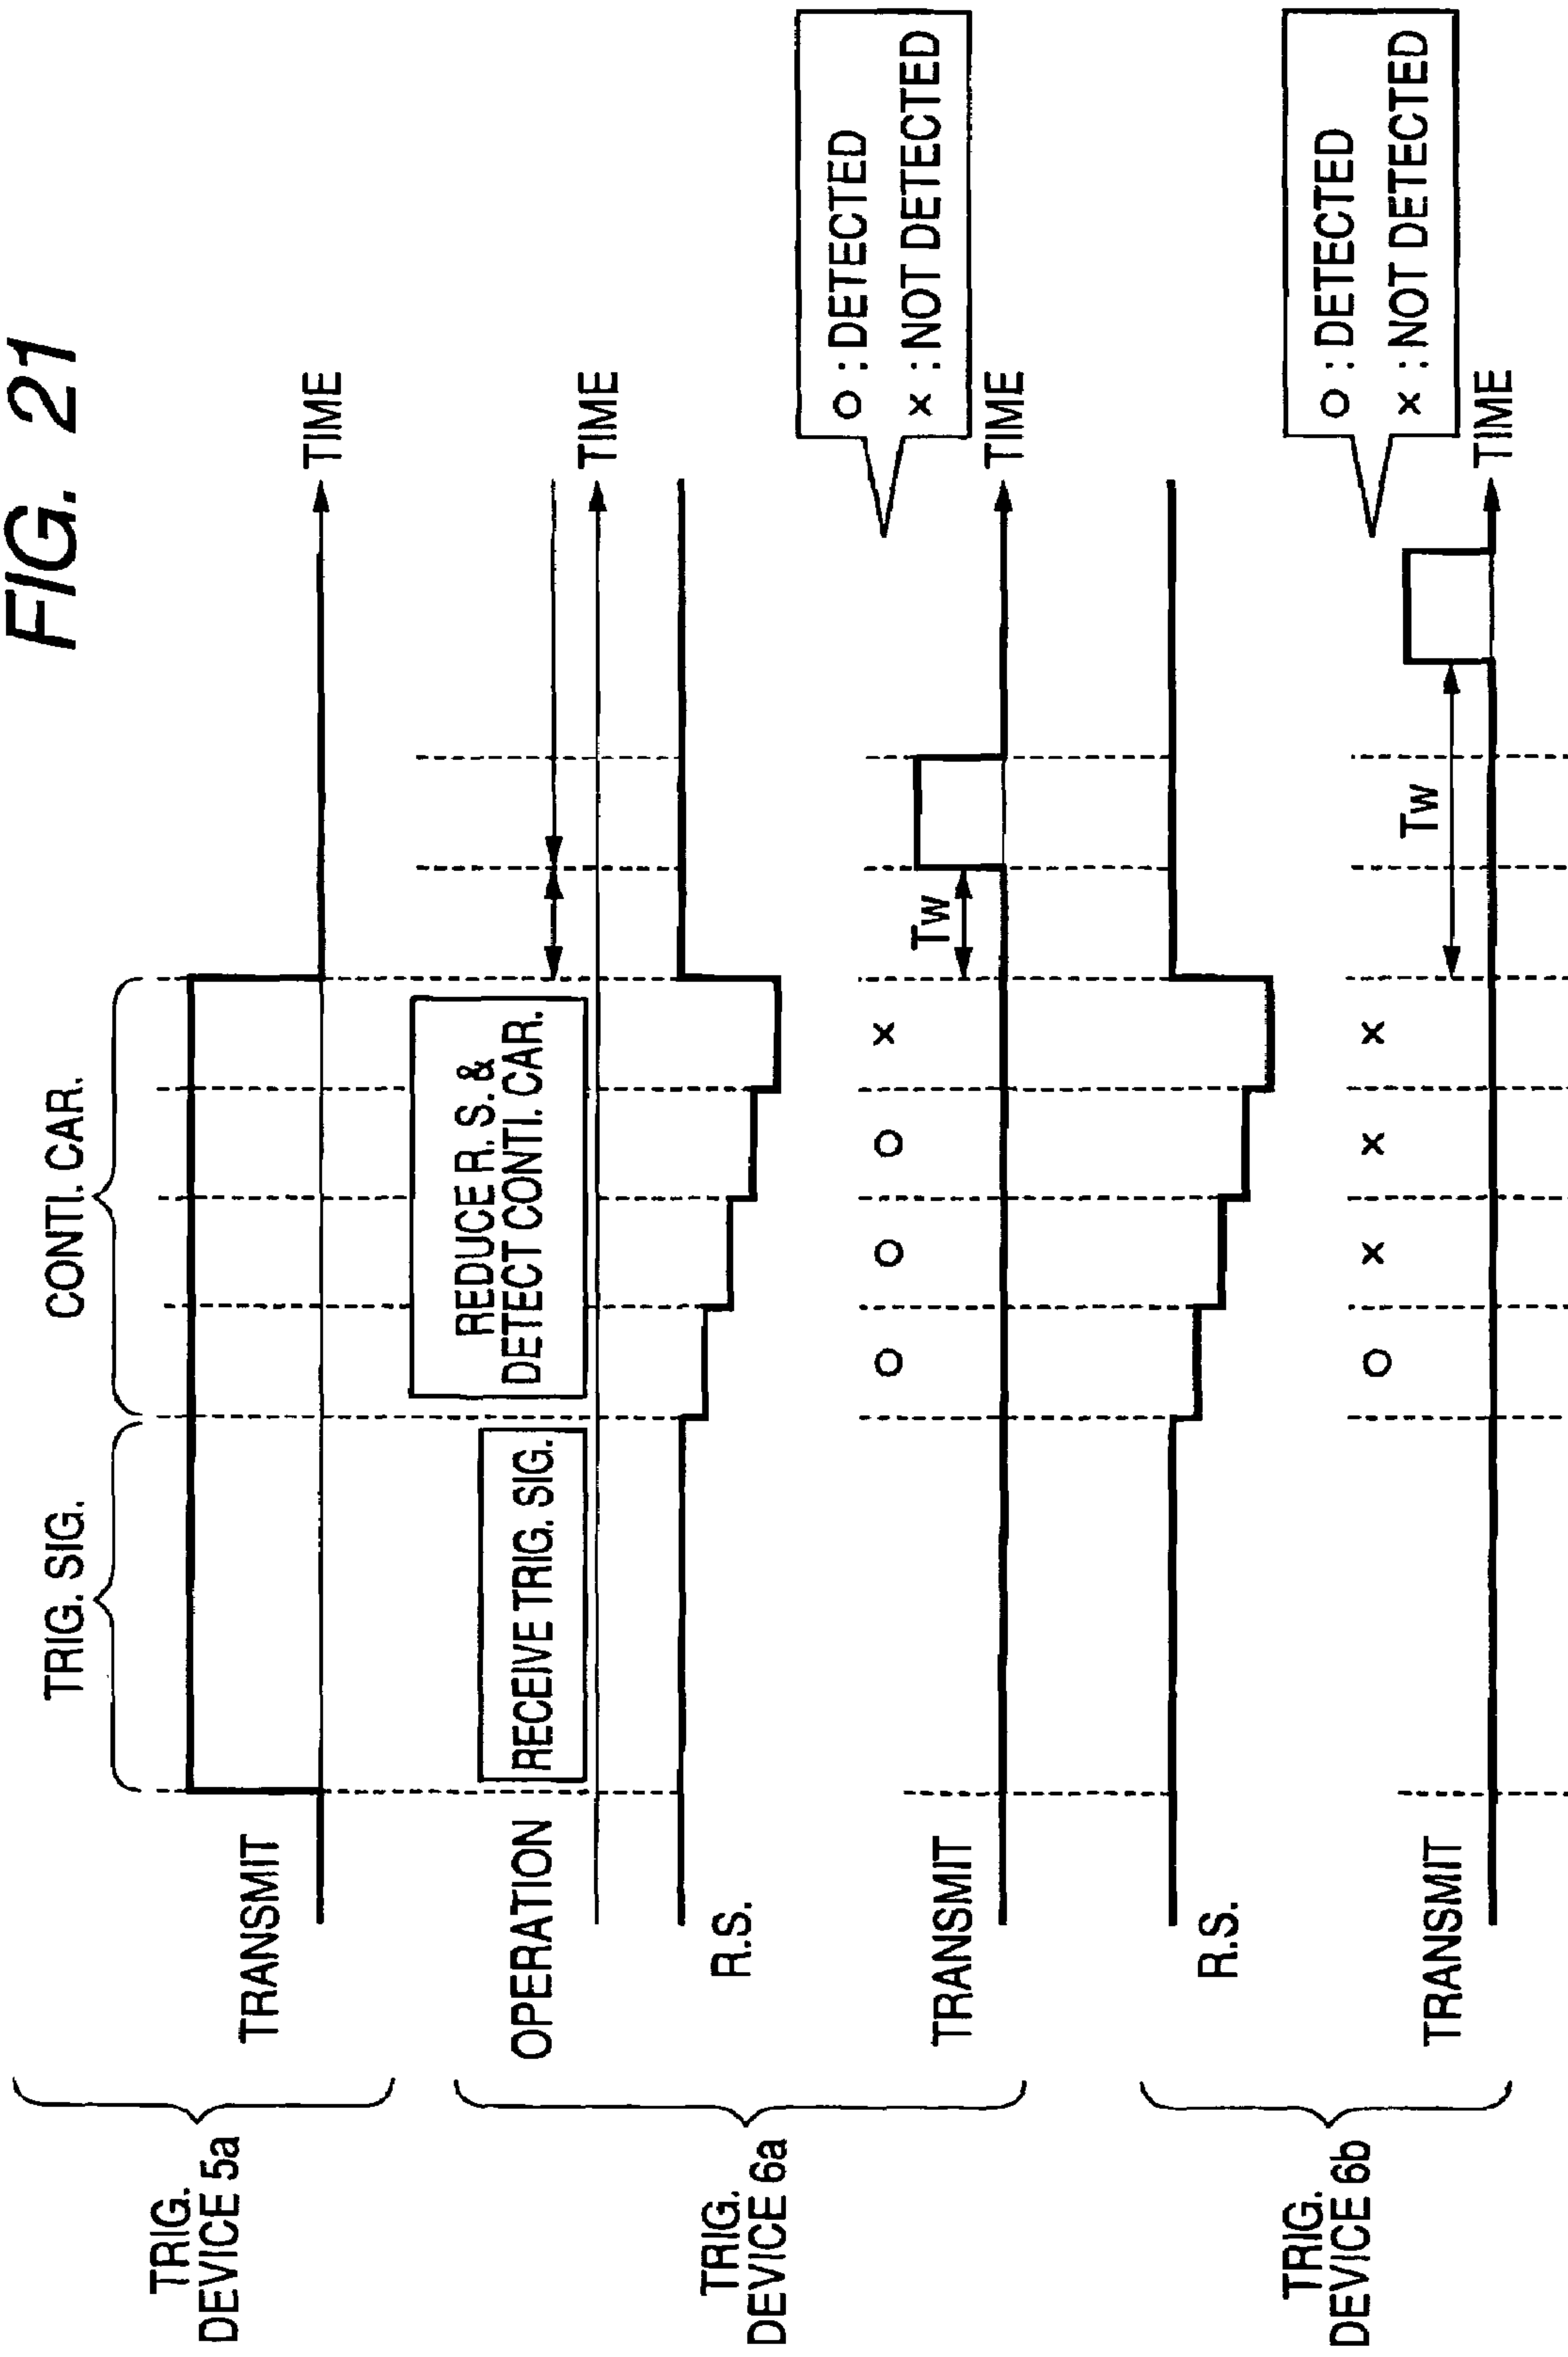 FIG. 21
TRIG. SIG.
CONTI. CAR.
TRIG.
DEVICE 5a
TRANSMIT
TIME
TRIG.
DEVICE 6a
OPERATION
RECEIVE TRIG. SIG.
REDUCE R. S. &
DETECT CONTI. CAR.
TIME
R.S.
O O O x
O : DETECTED
x : NOT DETECTED
TRANSMIT
Tw
TIME
TRIG.
DEVICE 6b
R.S.
O x x x
O : DETECTED
x : NOT DETECTED
TRANSMIT
Tw
TIME